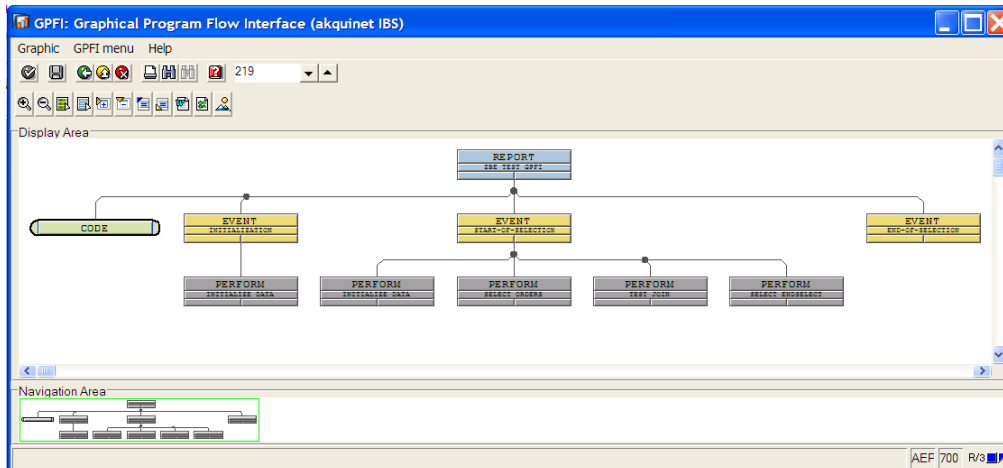 GPFI: Graphical Program Flow Interface (akquinet IBS)
Graphic GPFI menu Help
219
Display Area
REPORT
ZBE TEST GPFI
CODE
EVENT
INITIALISATION
EVENT
START-OF-SELECTION
EVENT
END-OF-SELECTION
PERFORM
INITIALIZE DATA
PERFORM
INITIALIZE DATA
PERFORM
SELECT ORDERS
PERFORM
TEST JOIN
PERFORM
SELECT ENDSELECT
Navigation Area
AEP 700 R/3